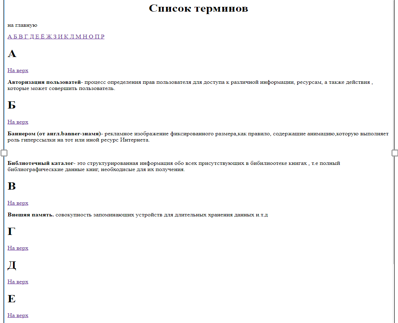 Список терминов
на главную
А Б В Г Д Е Ё Ж З И К Л М Н О П Р
А
На верх
Авторизация пользователей- процесс определения прав пользователя для доступа к различной информации, ресурсам, а также действия ,
которые может совершить пользователь.
Б
На верх
Баннером (от англ.banner-знамя)- рекламное изображение фиксированного размера,как правило, содержащие анимацию,которую выполняет
роль гиперссылки на тот или иной ресурс Интернета.
Библиотечный каталог- это структурированная информация обо всех присутствующих в библиотеке книгах , т.е полный
библиографическких данные книг, необходисые для их получения.
В
На верх
Внешняя память. совокупность запоминающих устройств для длительных хранения данных и.т.д
Г
На верх
Д
На верх
Е
На верх